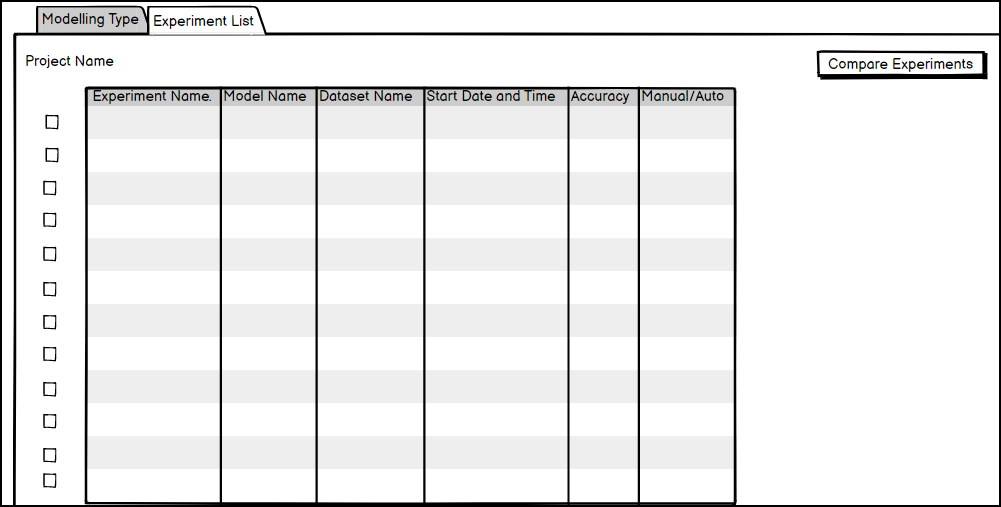 Modelling Type Experiment List
Project Name
Compare Experiments
Experiment Name. Model Name Dataset Name Start Date and Time Accuracy Manual/Auto